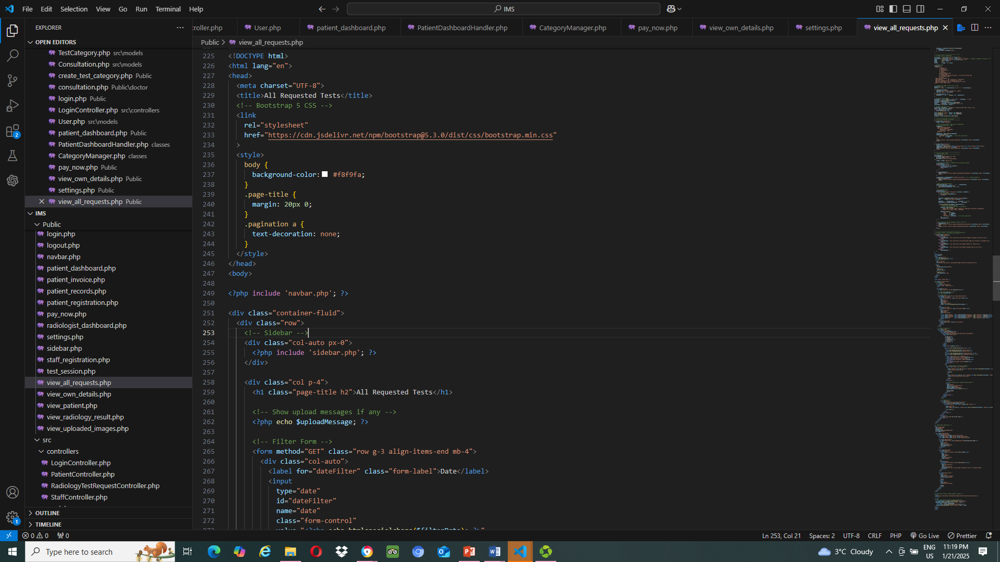 File Edit Selection View Go Run Terminal Help
IMS
EXPLORER
troller.php User.php patient_dashboard.php PatientDashboardHandler.php CategoryManager.php pay_now.php view_own_details.php settings.php view_all_requests.php
OPEN EDITORS
TestCategory.php src\models
Consultation.php src\models
create_test_category.php Public
consultation.php Public\doctor
login.php Public
LoginController.php src\controllers
User.php src\models
patient_dashboard.php Public
PatientDashboardHandler.php classes
CategoryManager.php classes
pay_now.php Public
view_own_details.php Public
settings.php Public
view_all_requests.php Public
IMS
Public
login.php
logout.php
navbar.php
patient_dashboard.php
patient_invoice.php
patient_records.php
patient_registration.php
pay_now.php
radiologist_dashboard.php
settings.php
sidebar.php
staff_registration.php
test_session.php
view_all_requests.php
view_own_details.php
view_patient.php
view_radiology_result.php
view_uploaded_images.php
src
controllers
LoginController.php
PatientController.php
RadiologyTestRequestController.php
StaffController.php
OUTLINE
TIMELINE
2
1
Public > view_all_requests.php
225 <!DOCTYPE html>
226 <html lang="en">
227 <head>
228 <meta charset="UTF-8">
229 <title>All Requested Tests</title>
230 <!-- Bootstrap 5 CSS -->
231 <link
232 rel="stylesheet"
233 href="https://cdn.jsdelivr.net/npm/bootstrap@5.3.0/dist/css/bootstrap.min.css"
234 >
235 <style>
236 body {
237 background-color: #f8f9fa;
238 }
239 .page-title {
240 margin: 20px 0;
241 }
242 .pagination a {
243 text-decoration: none;
244 }
245 </style>
246 </head>
247 <body>
248
249 <?php include 'navbar.php'; ?>
250
251 <div class="container-fluid">
252 <div class="row">
253 <!-- Sidebar -->
254 <div class="col-auto px-0">
255 <?php include 'sidebar.php'; ?>
256 </div>
257
258 <div class="col p-4">
259 <h1 class="page-title h2">All Requested Tests</h1>
260
261 <!-- Show upload messages if any -->
262 <?php echo $uploadMessage; ?>
263
264 <!-- Filter Form -->
265 <form method="GET" class="row g-3 align-items-end mb-4">
266 <div class="col-auto">
267 <label for="dateFilter" class="form-label">Date</label>
268 <input
269 type="date"
270 id="dateFilter"
271 name="date"
272 class="form-control"
273 value="<?php echo htmlspecialchars($filterDate); ?>"
0 0 0 Ln 253, Col 21 Spaces: 2 UTF-8 CRLF PHP Go Live Prettier
Type here to search
3°C Cloudy
ENG
US
11:19 PM
1/21/2025